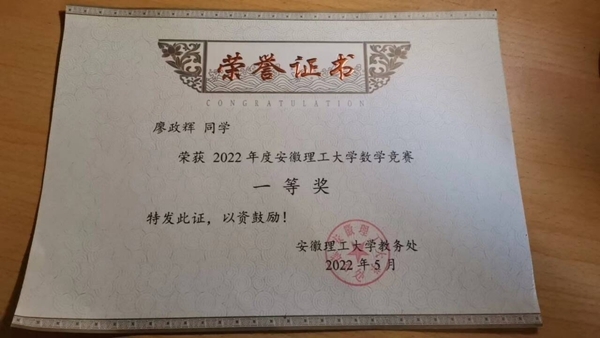 荣誉证书
CONGRATULATION
廖政辉 同学
荣获 2022 年度安徽理工大学数学竞赛
一 等 奖
特发此证，以资鼓励！
安徽理工大学教务处
2022 年 5 月